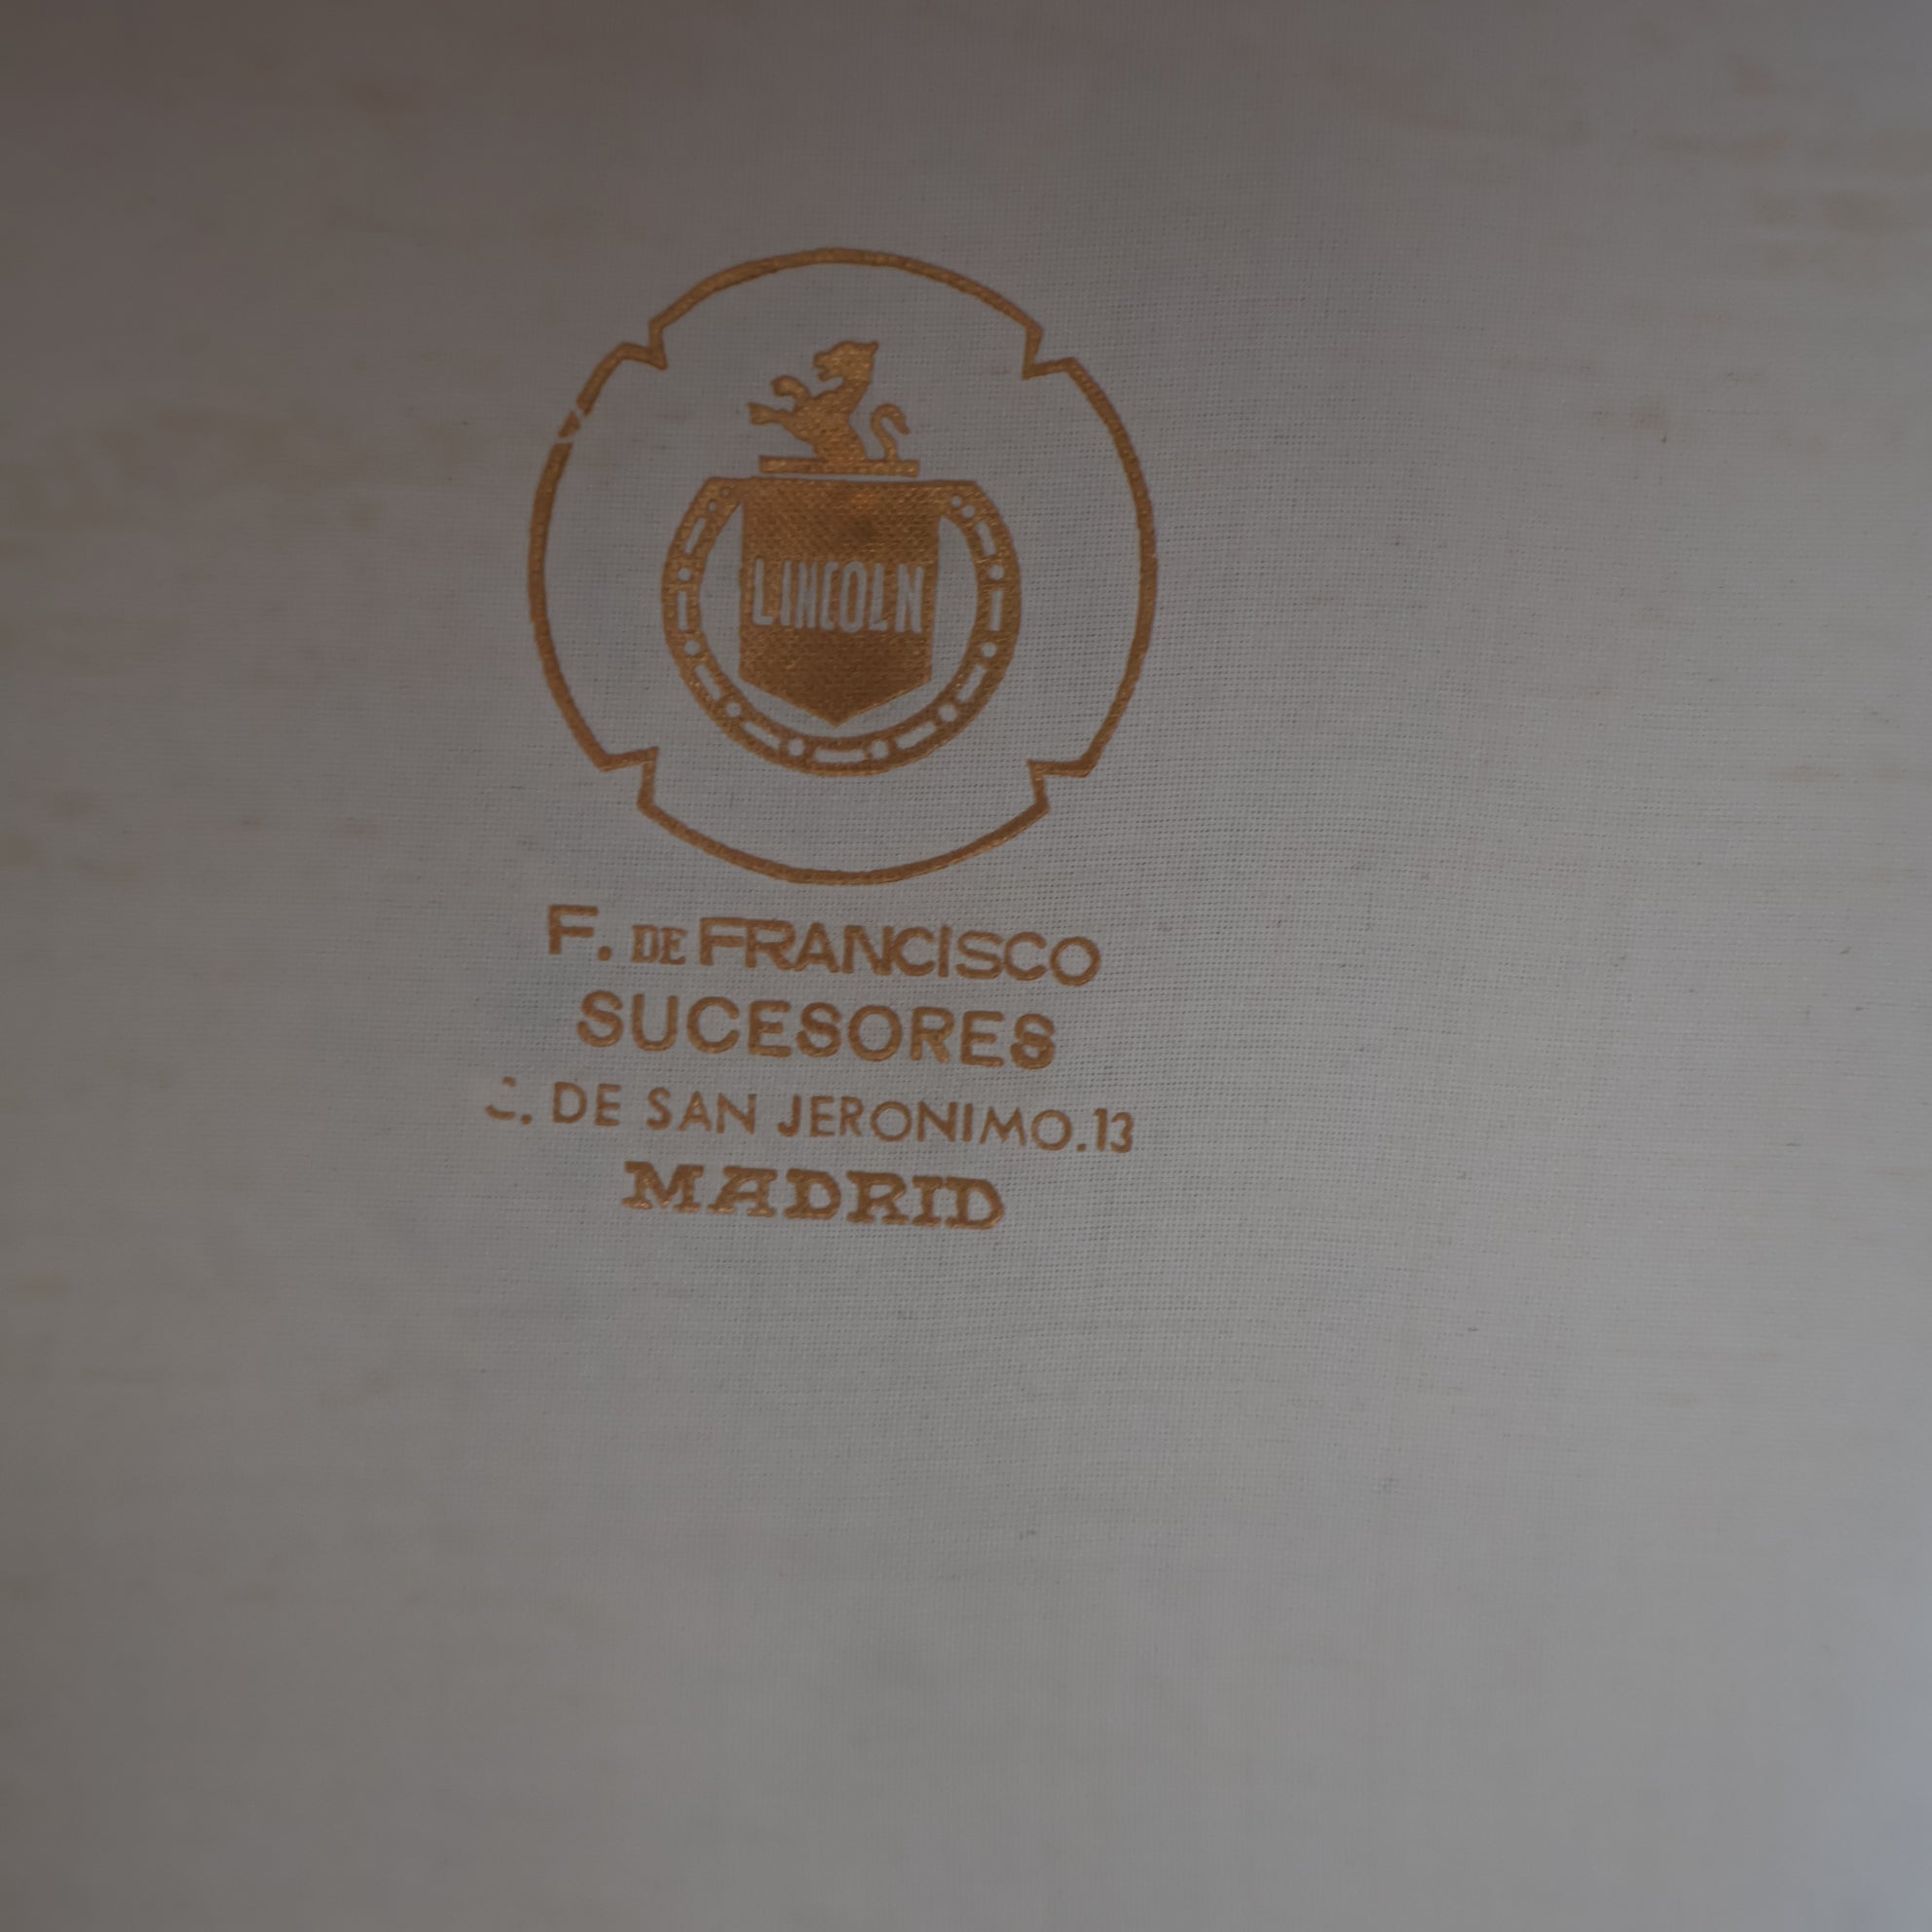 LINCOLN
F. DE FRANCISCO
SUCESORES
C. DE SAN JERONIMO.13
MADRID